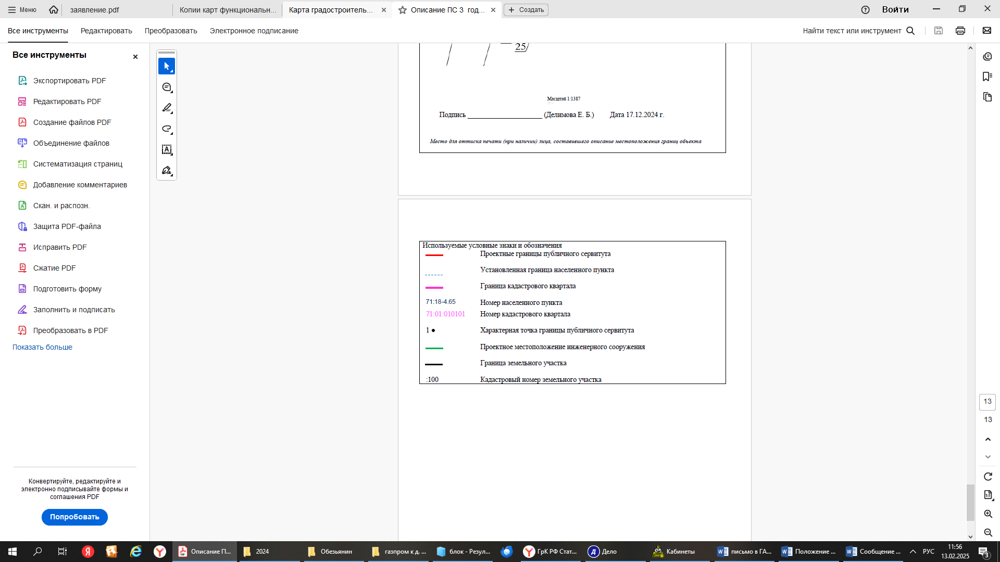 Меню
заявление.pdf
Копии карт функциональн...
Карта градостроитель...
Описание ПС 3 год...
Создать
Войти
Все инструменты
Редактировать
Преобразовать
Электронное подписание
Найти текст или инструмент
Все инструменты
Экспортировать PDF
Редактировать PDF
Создание файлов PDF
Объединение файлов
Систематизация страниц
Добавление комментариев
Скан. и распозн.
Защита PDF-файла
Исправить PDF
Сжатие PDF
Подготовить форму
Заполнить и подписать
Преобразовать в PDF
Показать больше
Конвертируйте, редактируйте и
электронно подписывайте формы и
соглашения PDF
Попробовать
25
Масштаб 1:1387
Подпись ____________________ (Делимова Е. Б.) Дата 17.12.2024 г.
Место для оттиска печати (при наличии) лица, составившего описание местоположения границ объекта
Используемые условные знаки и обозначения
Проектные границы публичного сервитута
Установленная граница населенного пункта
Граница кадастрового квартала
71:18-4.65 Номер населенного пункта
71:01:010101 Номер кадастрового квартала
1 ● Характерная точка границы публичного сервитута
Проектное местоположение инженерного сооружения
Граница земельного участка
:100 Кадастровый номер земельного участка
13
13
1:1
Описание П...
2024
Обезьянин
газпром к д. ...
блок - Резул...
ГрК РФ Стат...
Дело
Кабинеты
письмо в ГА...
Положение ...
Сообщение ...
РУС
11:56
13.02.2025
3